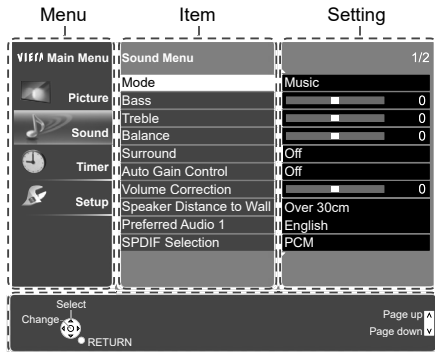 Menu Item Setting
VIERA Main Menu Sound Menu 1/2
Picture
Sound
Timer
Setup
Mode Music
Bass 0
Treble 0
Balance 0
Surround Off
Auto Gain Control Off
Volume Correction 0
Speaker Distance to Wall Over 30cm
Preferred Audio 1 English
SPDIF Selection PCM
Select
Change
RETURN
Page up
Page down